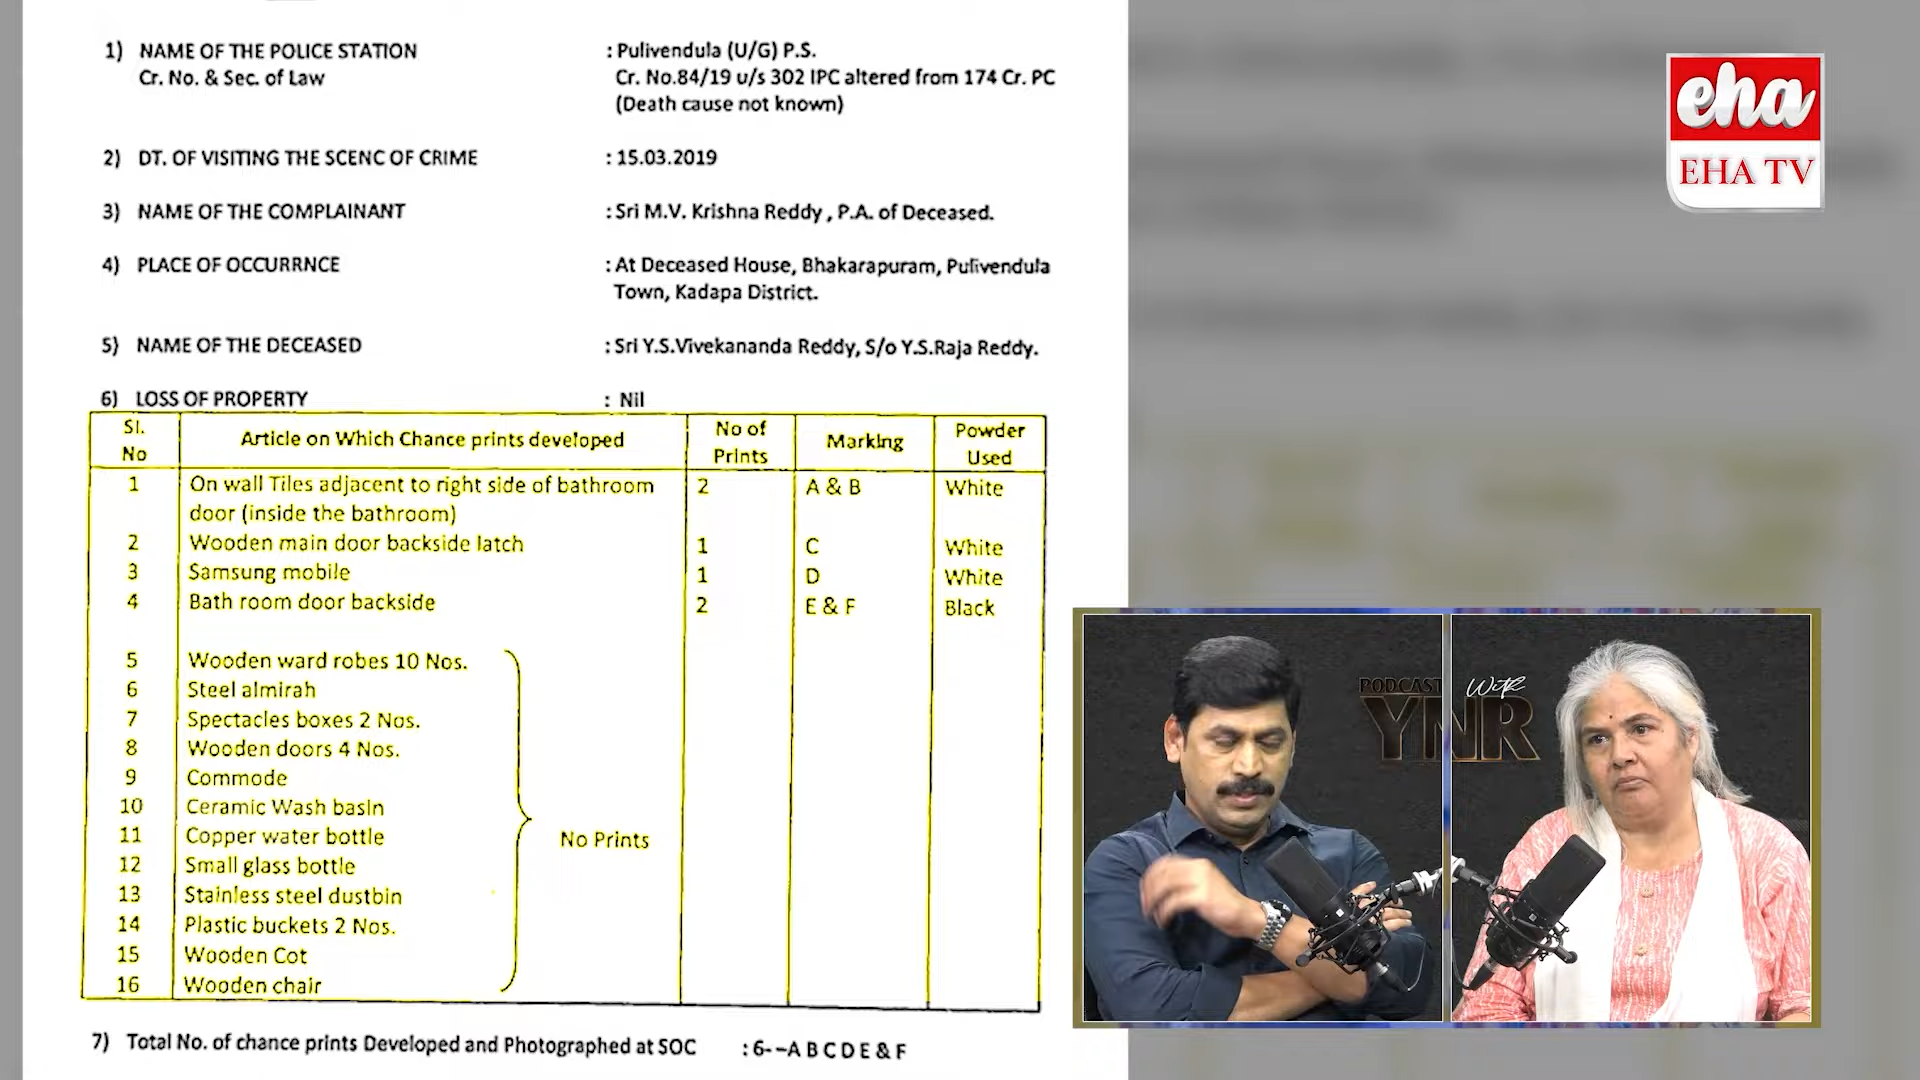 1) NAME OF THE POLICE STATION : Pulivendula (U/G) P.S.
Cr. No. & Sec. of Law Cr. No.84/19 u/s 302 IPC altered from 174 Cr. PC
(Death cause not known)
2) DT. OF VISITING THE SCENC OF CRIME : 15.03.2019
3) NAME OF THE COMPLAINANT : Sri M.V. Krishna Reddy , P.A. of Deceased.
4) PLACE OF OCCURRNCE : At Deceased House, Bhakarapuram, Pulivendula
Town, Kadapa District.
5) NAME OF THE DECEASED : Sri Y.S.Vivekananda Reddy, S/o Y.S.Raja Reddy.
6) LOSS OF PROPERTY : Nil
Sl. No Article on Which Chance prints developed No of Prints Marking Powder Used
1 On wall Tiles adjacent to right side of bathroom 2 A & B White
door (inside the bathroom)
2 Wooden main door backside latch 1 C White
3 Samsung mobile 1 D White
4 Bath room door backside 2 E & F Black
5 Wooden ward robes 10 Nos.
6 Steel almirah
7 Spectacles boxes 2 Nos.
8 Wooden doors 4 Nos.
9 Commode
10 Ceramic Wash basin
11 Copper water bottle
No Prints
12 Small glass bottle
13 Stainless steel dustbin
14 Plastic buckets 2 Nos.
15 Wooden Cot
16 Wooden chair
7) Total No. of chance prints Developed and Photographed at SOC : 6--A B C D E & F
eha
EHA TV
PODCAST With
YNR